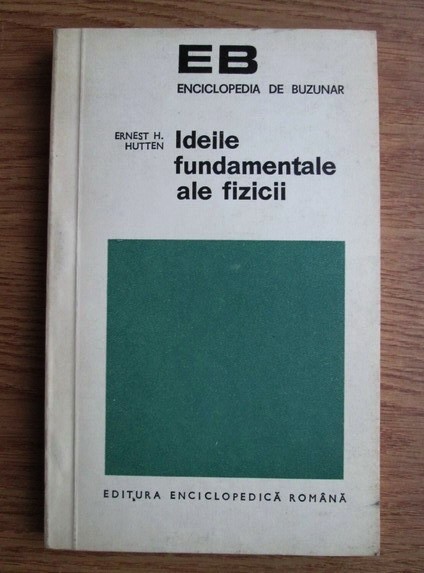 EB
ENCICLOPEDIA DE BUZUNAR
ERNEST H. HUTTEN
Ideile
fundamentale
ale fizicii
EDITURA ENCICLOPEDICĂ ROMÂNĂ